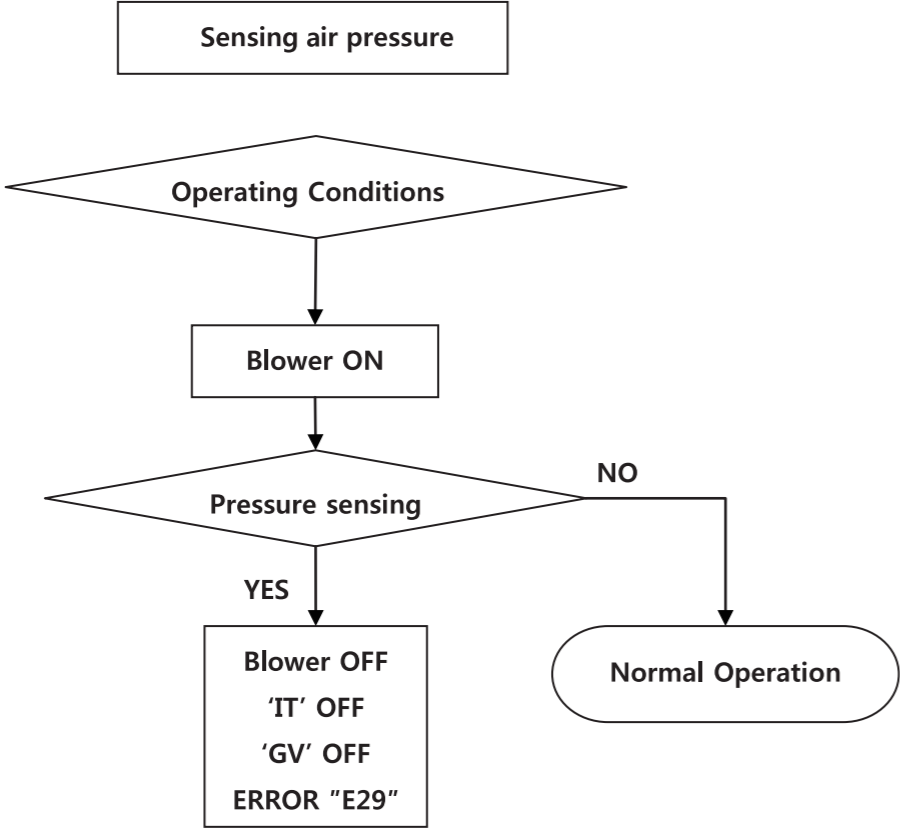 Sensing air pressure
Operating Conditions
Blower ON
Pressure sensing
NO
YES
Blower OFF
‘IT’ OFF
‘GV’ OFF
ERROR ”E29”
Normal Operation